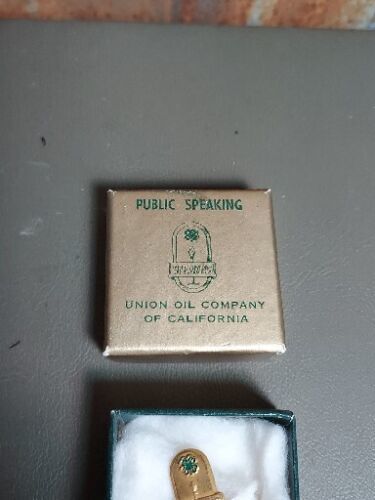 PUBLIC SPEAKING
UNION OIL COMPANY
OF CALIFORNIA